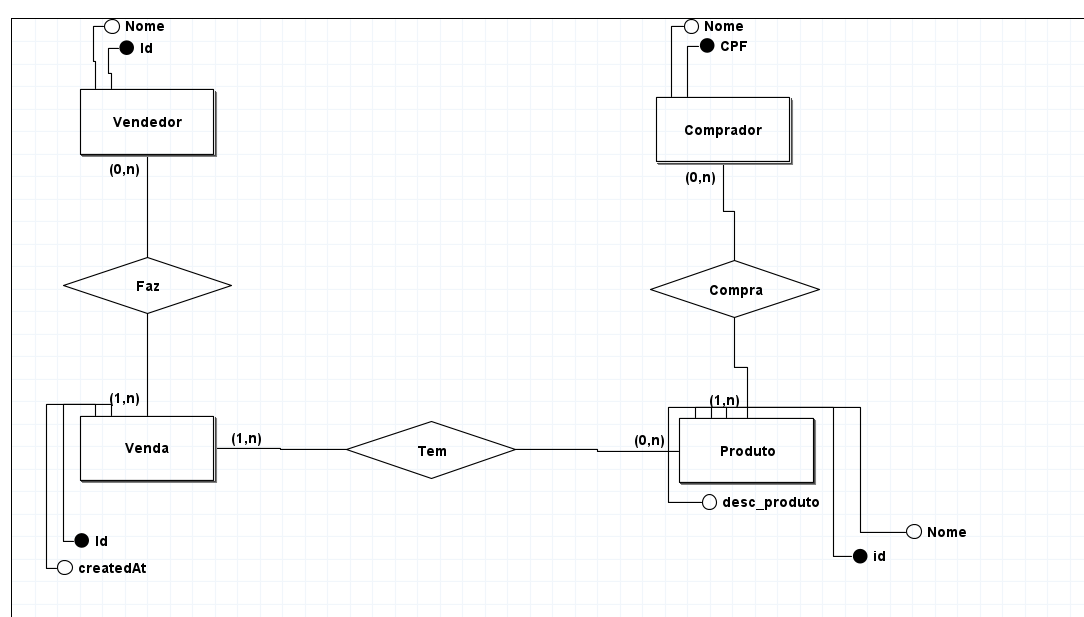 Nome
Id
Vendedor
(0,n)
Faz
(1,n)
Venda
Id
createdAt
(1,n)
Tem
(0,n)
Nome
CPF
Comprador
(0,n)
Compra
(1,n)
Produto
desc_produto
Nome
id